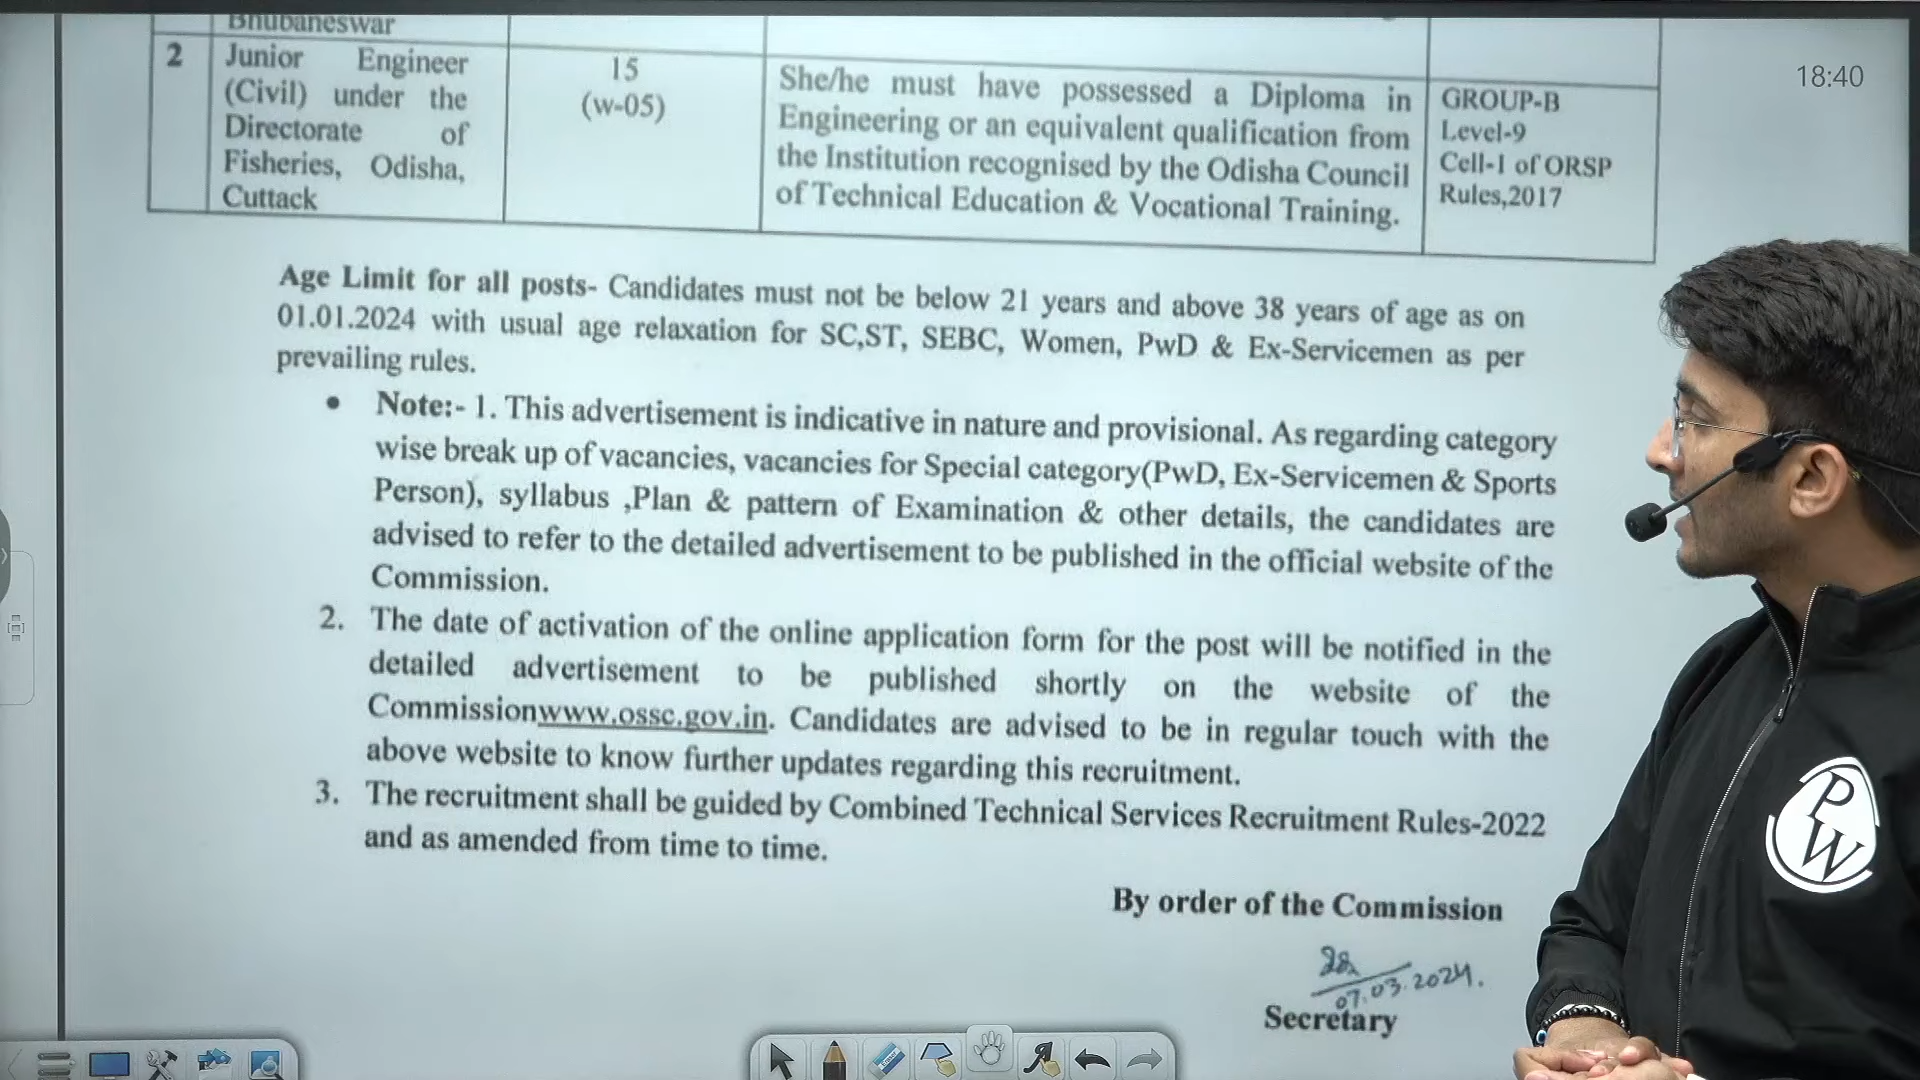 Bhubaneswar
2 Junior Engineer (Civil) under the Directorate of Fisheries, Odisha, Cuttack
15
(w-05)
She/he must have possessed a Diploma in
Engineering or an equivalent qualification from
the Institution recognised by the Odisha Council
of Technical Education & Vocational Training.
GROUP-B
Level-9
Cell-1 of ORSP
Rules,2017
18:40
Age Limit for all posts- Candidates must not be below 21 years and above 38 years of age as on
01.01.2024 with usual age relaxation for SC,ST, SEBC, Women, PwD & Ex-Servicemen as per
prevailing rules.
• Note:- 1. This advertisement is indicative in nature and provisional. As regarding category
wise break up of vacancies, vacancies for Special category(PwD, Ex-Servicemen & Sports
Person), syllabus ,Plan & pattern of Examination & other details, the candidates are
advised to refer to the detailed advertisement to be published in the official website of the
Commission.
2. The date of activation of the online application form for the post will be notified in the
detailed advertisement to be published shortly on the website of the
Commissionwww.ossc.gov.in. Candidates are advised to be in regular touch with the
above website to know further updates regarding this recruitment.
3. The recruitment shall be guided by Combined Technical Services Recruitment Rules-2022
and as amended from time to time.
By order of the Commission
07.03.2024.
Secretary
PW